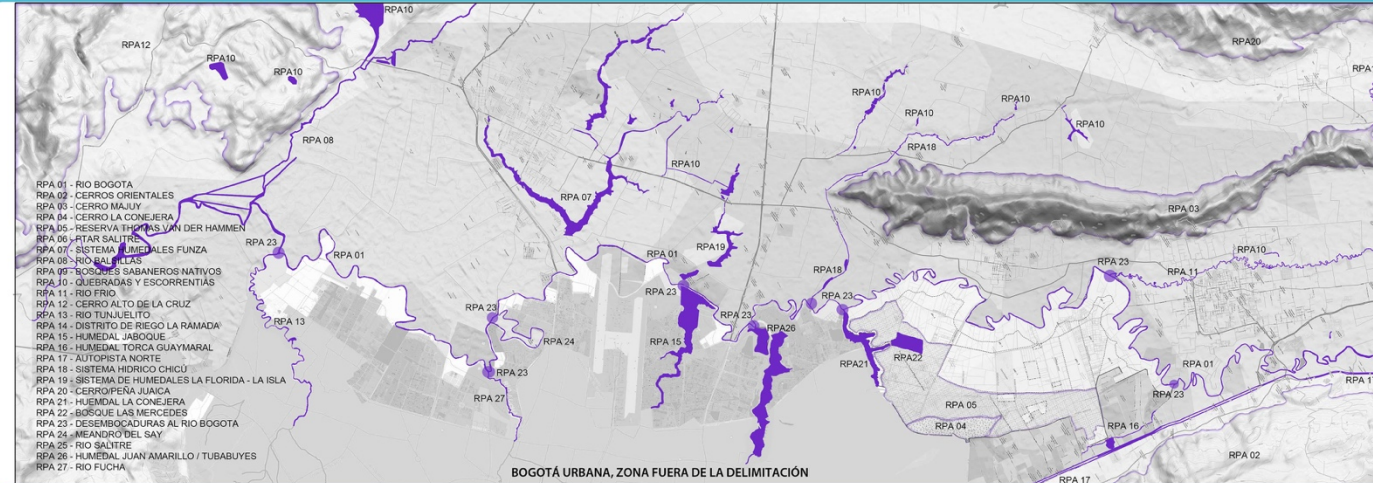 RPA10
RPA12
RPA10
RPA10
RPA20
RPA10
RPA10
RPA10
RPA10
RPA 08
RPA18
RPA10
RPA 07
RPA 03
RPA 01 - RIO BOGOTA
RPA 02 - CERROS ORIENTALES
RPA 03 - CERRO MAJUY
RPA 04 - CERRO LA CONEJERA
RPA 05 - RESERVA THOMAS VAN DER HAMMEN
RPA 06 - PTAR SALITRE
RPA 07 - SISTEMA HUMEDALES FUNZA
RPA 08 - RIO BALSILLAS
RPA 09 - BOSQUES SABANEROS NATIVOS
RPA 10 - QUEBRADAS Y ESCORRENTIAS
RPA 11 - RIO FRIO
RPA 12 - CERRO ALTO DE LA CRUZ
RPA 13 - RIO TUNJUELITO
RPA 14 - DISTRITO DE RIEGO LA RAMADA
RPA 15 - HUMEDAL JABOQUE
RPA 16 - HUMEDAL TORCA GUAYMARAL
RPA 17 - AUTOPISTA NORTE
RPA 18 - SISTEMA HIDRICO CHICÚ
RPA 19 - SISTEMA DE HUMEDALES LA FLORIDA - LA ISLA
RPA 20 - CERRO/PEÑA JUAICA
RPA 21 - HUEMDAL LA CONEJERA
RPA 22 - BOSQUE LAS MERCEDES
RPA 23 - DESEMBOCADURAS AL RIO BOGOTA
RPA 24 - MEANDRO DEL SAY
RPA 25 - RIO SALITRE
RPA 26 - HUMEDAL JUAN AMARILLO / TUBABUYES
RPA 27 - RIO FUCHA
RPA 23
RPA 01
RPA 01
RPA19
RPA10
RPA 23
RPA18
RPA 11
RPA 23
RPA 23
RPA 23
RPA 13
RPA 23
RPA26
RPA 24
RPA 15
RPA21
RPA22
RPA 01
RPA 23
RPA 17
RPA 23
RPA 27
RPA 05
RPA 04
RPA 16
RPA 02
BOGOTÁ URBANA, ZONA FUERA DE LA DELIMITACIÓN
RPA 17